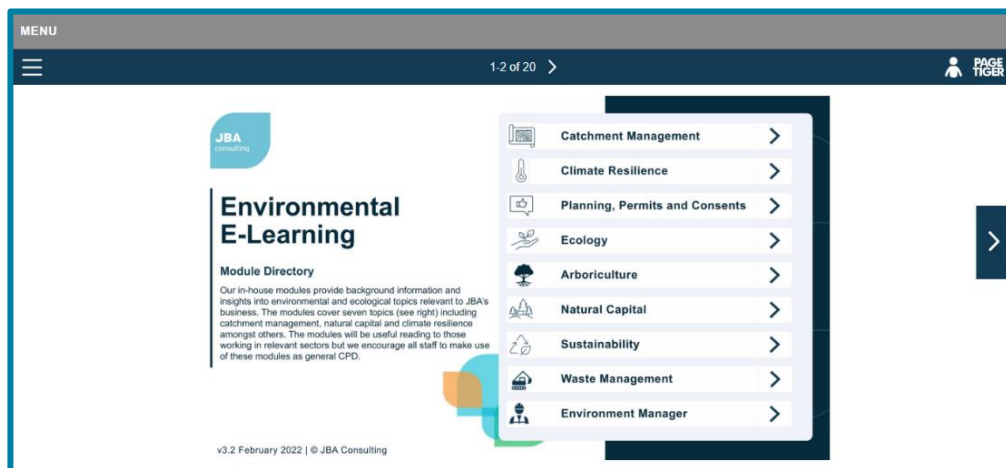 MENU
1-2 of 20
PAGE
TIGER
JBA
consulting
Environmental
E-Learning
Module Directory
Our in-house modules provide background information and
insights into environmental and ecological topics relevant to JBA's
business. The modules cover seven topics (see right) including
catchment management, natural capital and climate resilience
amongst others. The modules will be useful reading to those
working in relevant sectors but we encourage all staff to make use
of these modules as general CPD.
v3.2 February 2022 | © JBA Consulting
Catchment Management
Climate Resilience
Planning, Permits and Consents
Ecology
Arboriculture
Natural Capital
Sustainability
Waste Management
Environment Manager